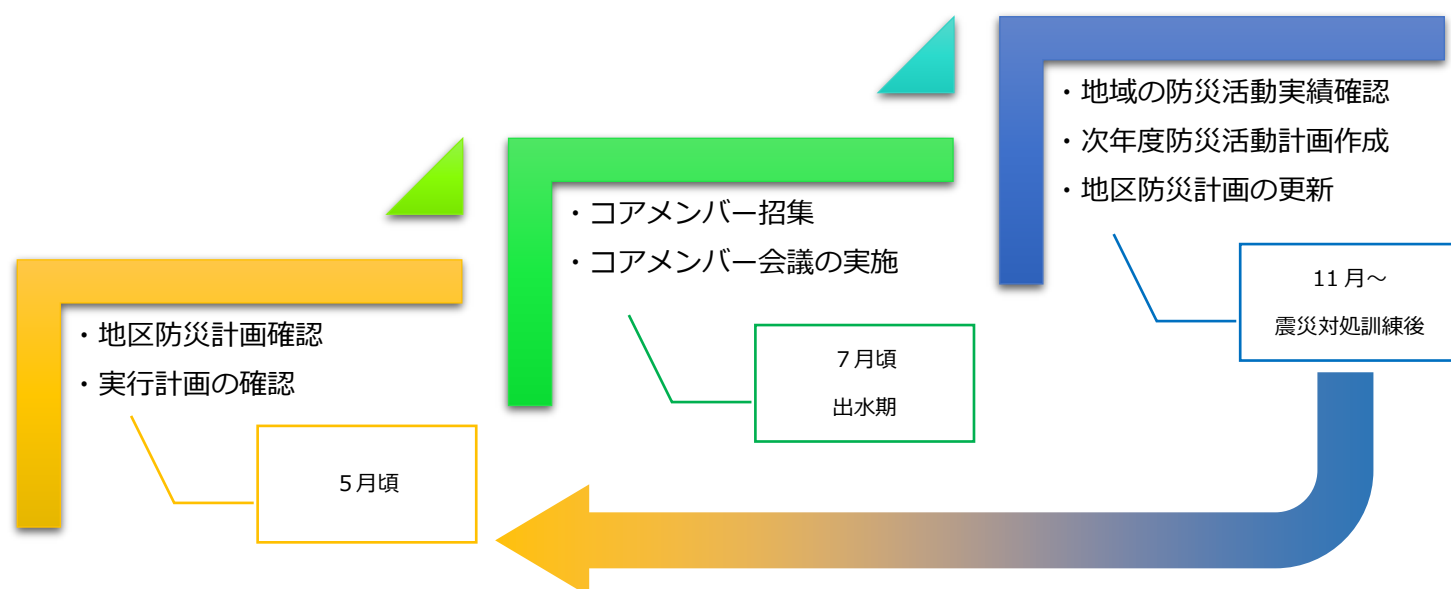 ・地区防災計画確認
・実行計画の確認
５月頃
・コアメンバー招集
・コアメンバー会議の実施
７月頃
出水期
・地域の防災活動実績確認
・次年度防災活動計画作成
・地区防災計画の更新
11 月～
震災対処訓練後